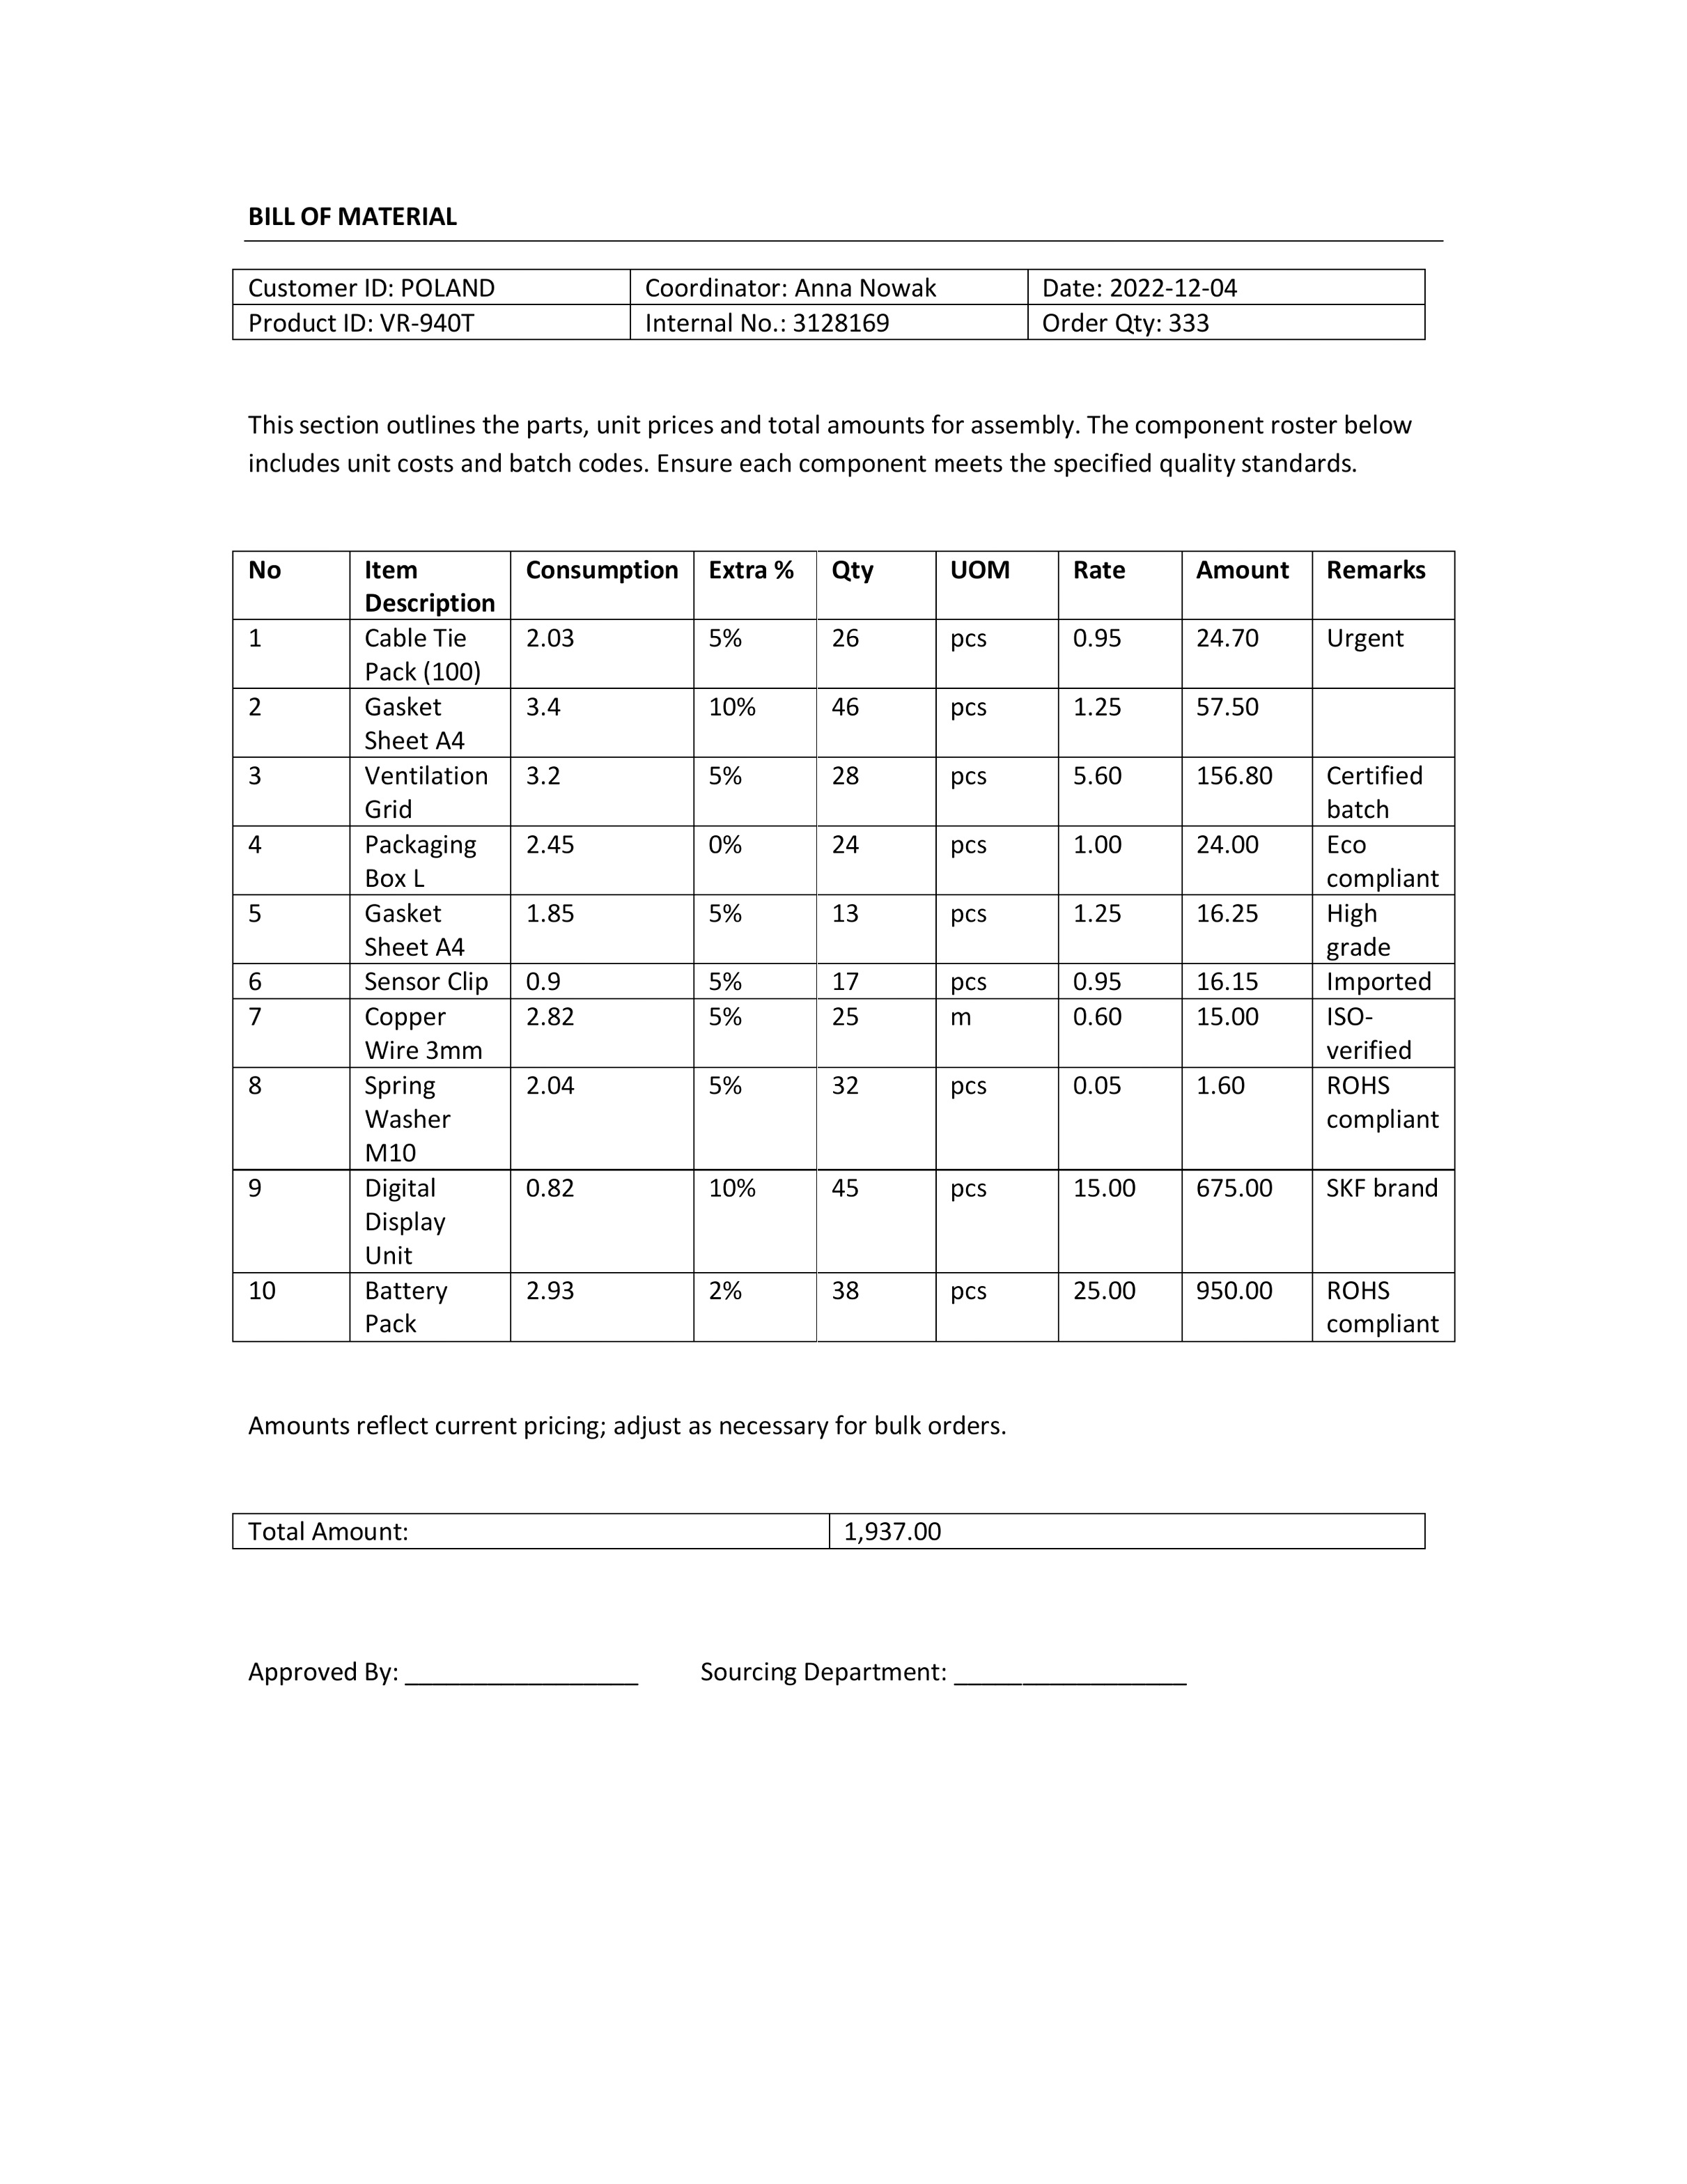 BILL OF MATERIAL
Customer ID: POLAND Coordinator: Anna Nowak Date: 2022-12-04
Product ID: VR-940T Internal No.: 3128169 Order Qty: 333
This section outlines the parts, unit prices and total amounts for assembly. The component roster below
includes unit costs and batch codes. Ensure each component meets the specified quality standards.
No Item Consumption Extra % Qty UOM Rate Amount Remarks
Description
1 Cable Tie 2.03 5% 26 pcs 0.95 24.70 Urgent
Pack (100)
2 Gasket 3.4 10% 46 pcs 1.25 57.50
Sheet A4
3 Ventilation 3.2 5% 28 pcs 5.60 156.80 Certified
Grid batch
4 Packaging 2.45 0% 24 pcs 1.00 24.00 Eco
Box L compliant
5 Gasket 1.85 5% 13 pcs 1.25 16.25 High
Sheet A4 grade
6 Sensor Clip 0.9 5% 17 pcs 0.95 16.15 Imported
7 Copper 2.82 5% 25 m 0.60 15.00 ISO-
Wire 3mm verified
8 Spring 2.04 5% 32 pcs 0.05 1.60 ROHS
Washer compliant
M10
9 Digital 0.82 10% 45 pcs 15.00 675.00 SKF brand
Display
Unit
10 Battery 2.93 2% 38 pcs 25.00 950.00 ROHS
Pack compliant
Amounts reflect current pricing; adjust as necessary for bulk orders.
Total Amount: 1,937.00
Approved By: _________________ Sourcing Department: _________________